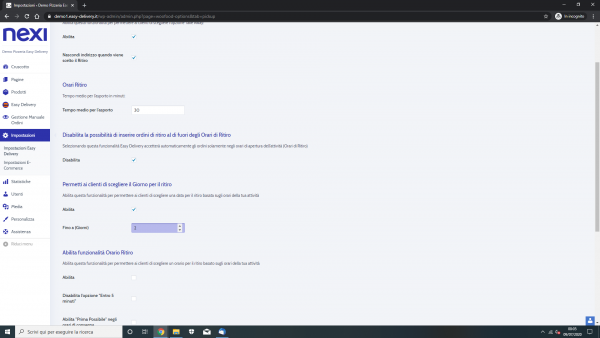 Impostazioni ‹ Demo Pizzeria Eas
demo1.easy-delivery.it/wp-admin/admin.php?page=wordfood-options&tab=pickup
In incognito
nexi
Demo Pizzeria Easy Delivery
Cruscotto
Pagine
Prodotti
Easy Delivery
Gestione Manuale
Ordini
Impostazioni
Impostazioni Easy
Delivery
Impostazioni E-
Commerce
Statistiche
Utenti
Media
Personalizza
Assistenza
Riduci menu
Abilita
Nascondi indirizzo quando viene
scelto il Ritiro
Orari Ritiro
Tempo medio per l'asporto in minuti
Tempo medio per l'asporto
30
Disabilita la possibilità di inserire ordini di ritiro al di fuori degli Orari di Ritiro
Selezionando questa funzionalità Easy Delivery accetterà automaticamente gli ordini solamente negli orari di apertura dell'attività (Orari di Ritiro)
Disabilita
Permetti ai clienti di scegliere il Giorno per il ritiro
Abilita questa funzionalità per permettere ai clienti di scegliere una data per il ritiro basato sugli orari della tua attività
Abilita
Fino a (Giorni)
Abilita funzionalità Orario Ritiro
Abilita questa funzionalità per permettere ai clienti di scegliere un orario per il ritiro basato sugli orari della tua attività
Abilita
Disabilita l'opzione "Entro 5
minuti"
Abilita "Prima Possibile" negli
Scrivi qui per eseguire la ricerca
09/07/2020